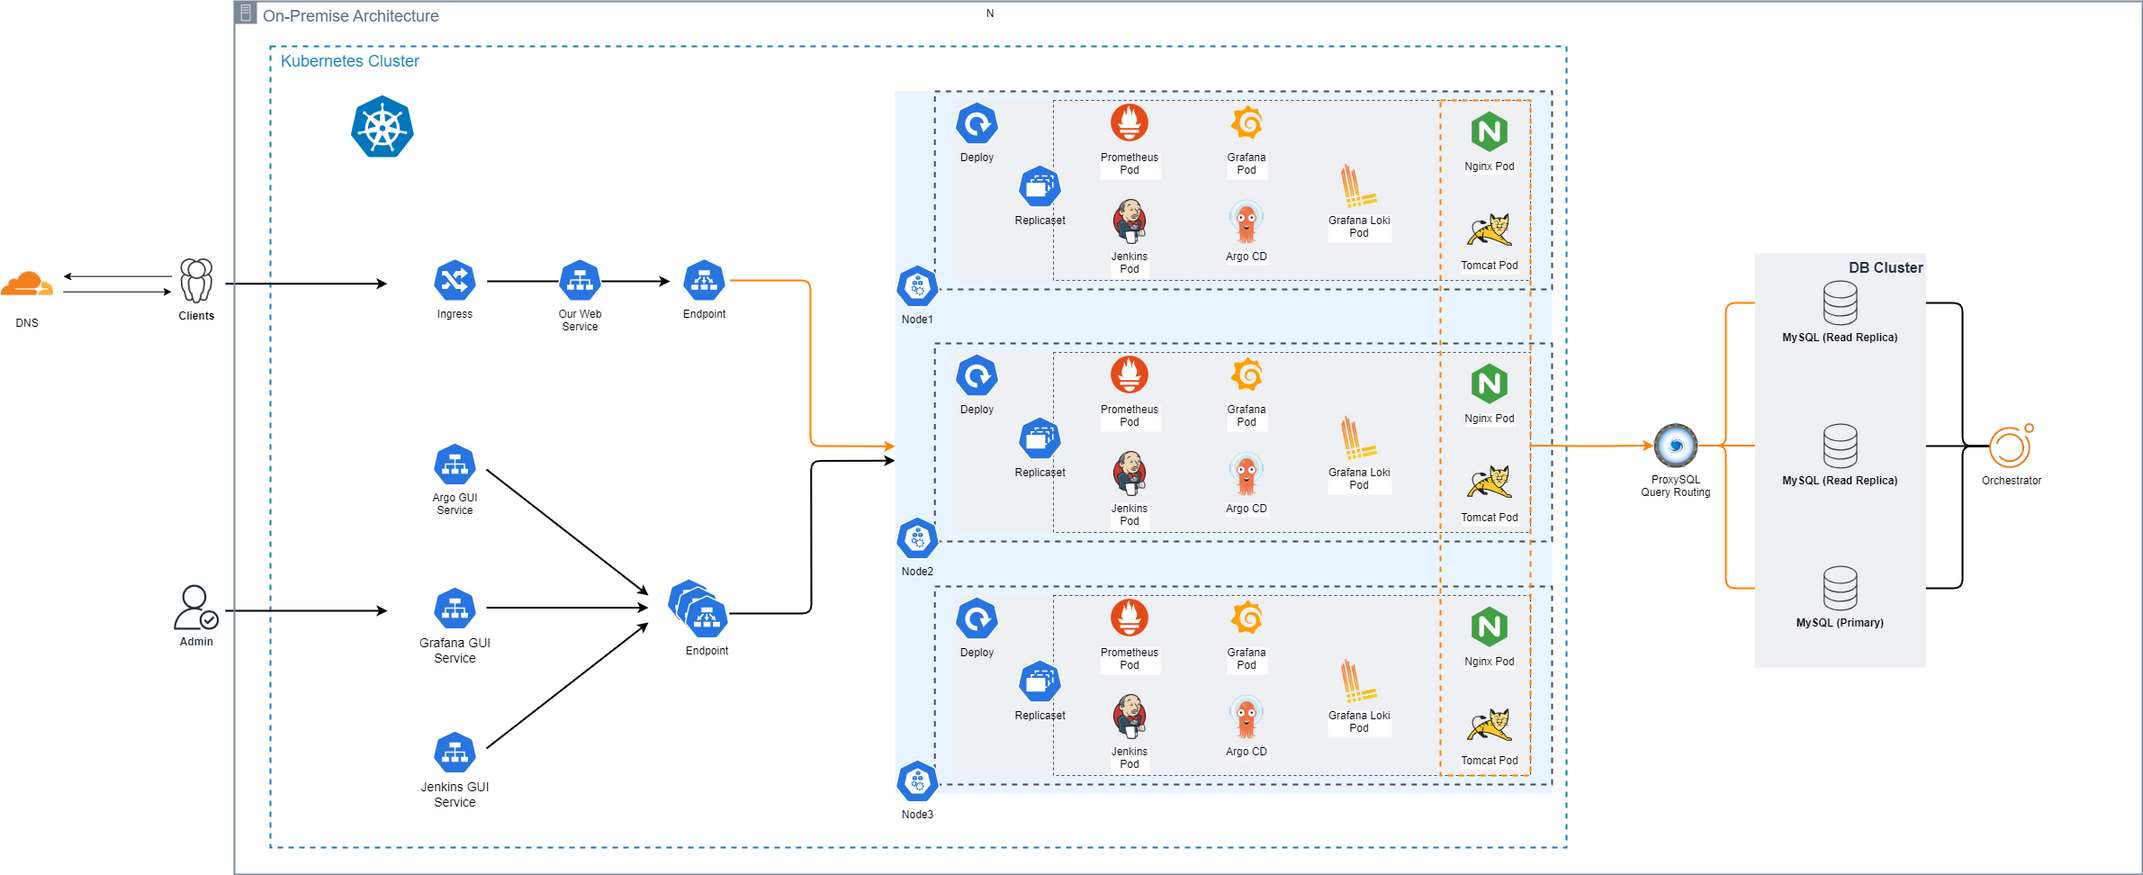 On-Premise Architecture
N
Kubernetes Cluster
DNS
Clients
Ingress
Our Web
Service
Endpoint
Argo GUI
Service
Admin
Grafana GUI
Service
Endpoint
Jenkins GUI
Service
Deploy
Replicaset
Prometheus
Pod
Grafana
Pod
Jenkins
Pod
Argo CD
Grafana Loki
Pod
Nginx Pod
Tomcat Pod
Node1
Deploy
Replicaset
Prometheus
Pod
Grafana
Pod
Jenkins
Pod
Argo CD
Grafana Loki
Pod
Nginx Pod
Tomcat Pod
Node2
Deploy
Replicaset
Prometheus
Pod
Grafana
Pod
Jenkins
Pod
Argo CD
Grafana Loki
Pod
Nginx Pod
Tomcat Pod
Node3
ProxySQL
Query Routing
DB Cluster
MySQL (Read Replica)
MySQL (Read Replica)
MySQL (Primary)
Orchestrator